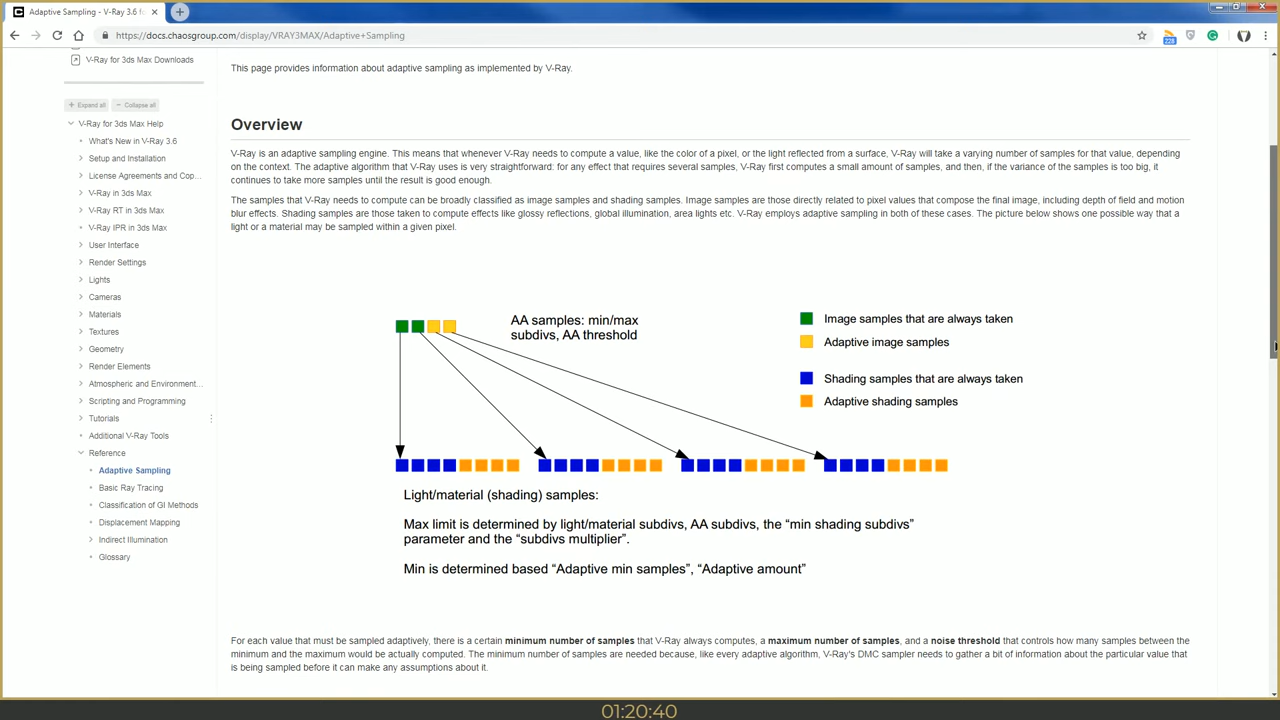 Adaptive Sampling - V-Ray 3.6 for
https://docs.chaosgroup.com/display/VRAY3MAX/Adaptive+Sampling
228
V-Ray for 3ds Max Downloads
Expand all
Collapse all
V-Ray for 3ds Max Help
What's New in V-Ray 3.6
Setup and Installation
License Agreements and Cop...
V-Ray in 3ds Max
V-Ray RT in 3ds Max
V-Ray IPR in 3ds Max
User Interface
Render Settings
Lights
Cameras
Materials
Textures
Geometry
Render Elements
Atmospheric and Environment...
Scripting and Programming
Tutorials
Additional V-Ray Tools
Reference
Adaptive Sampling
Basic Ray Tracing
Classification of GI Methods
Displacement Mapping
Indirect Illumination
Glossary
This page provides information about adaptive sampling as implemented by V-Ray.
Overview
V-Ray is an adaptive sampling engine. This means that whenever V-Ray needs to compute a value, like the color of a pixel, or the light reflected from a surface, V-Ray will take a varying number of samples for that value, depending
on the context. The adaptive algorithm that V-Ray uses is very straightforward: for any effect that requires several samples, V-Ray first computes a small amount of samples, and then, if the variance of the samples is too big, it
continues to take more samples until the result is good enough.
The samples that V-Ray needs to compute can be broadly classified as image samples and shading samples. Image samples are those directly related to pixel values that compose the final image, including depth of field and motion
blur effects. Shading samples are those taken to compute effects like glossy reflections, global illumination, area lights etc. V-Ray employs adaptive sampling in both of these cases. The picture below shows one possible way that a
light or a material may be sampled within a given pixel.
AA samples: min/max
subdivs, AA threshold
Image samples that are always taken
Adaptive image samples
Shading samples that are always taken
Adaptive shading samples
Light/material (shading) samples:
Max limit is determined by light/material subdivs, AA subdivs, the “min shading subdivs”
parameter and the “subdivs multiplier”.
Min is determined based “Adaptive min samples”, “Adaptive amount”
For each value that must be sampled adaptively, there is a certain minimum number of samples that V-Ray always computes, a maximum number of samples, and a noise threshold that controls how many samples between the
minimum and the maximum would be actually computed. The minimum number of samples are needed because, like every adaptive algorithm, V-Ray's DMC sampler needs to gather a bit of information about the particular value that
is being sampled before it can make any assumptions about it.
01:20:40